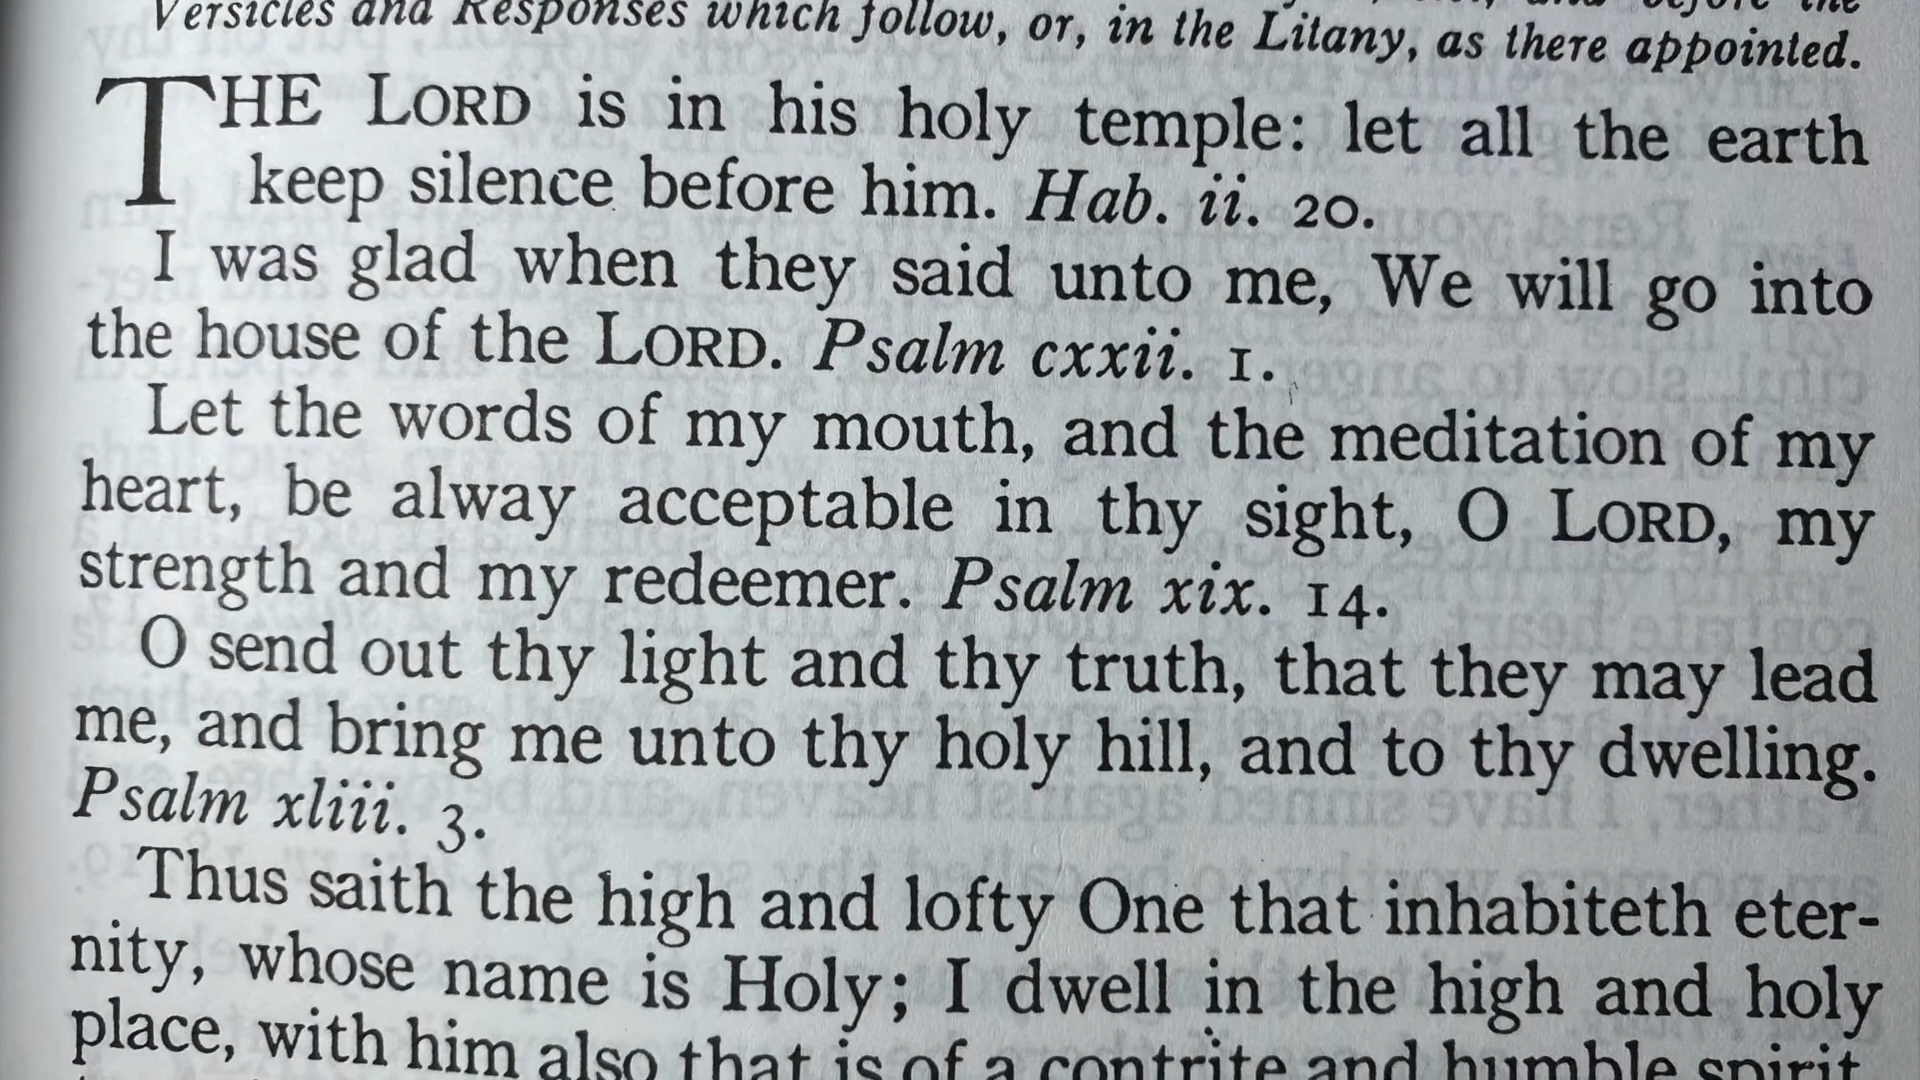 Versicles and Responses which follow, or, in the Litany, as there appointed.
THE LORD is in his holy temple: let all the earth
keep silence before him. Hab. ii. 20.
I was glad when they said unto me, We will go into
the house of the LORD. Psalm cxxii. 1.
Let the words of my mouth, and the meditation of my
heart, be alway acceptable in thy sight, O LORD, my
strength and my redeemer. Psalm xix. 14.
O send out thy light and thy truth, that they may lead
me, and bring me unto thy holy hill, and to thy dwelling.
Psalm xliii. 3.
Thus saith the high and lofty One that inhabiteth eter-
nity, whose name is Holy; I dwell in the high and holy
place, with him also that is of a contrite and humble spirit